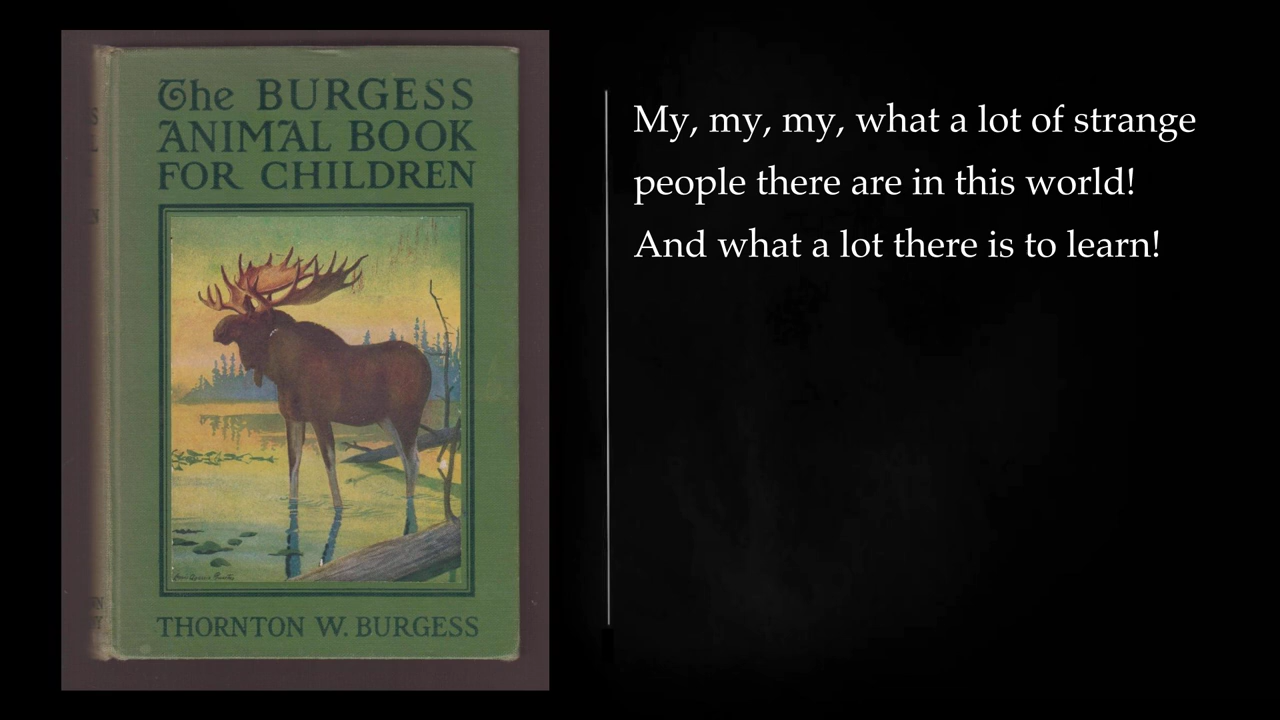 The BURGESS
ANIMAL BOOK
FOR CHILDREN
THORNTON W. BURGESS
My, my, my, what a lot of strange
people there are in this world!
And what a lot there is to learn!